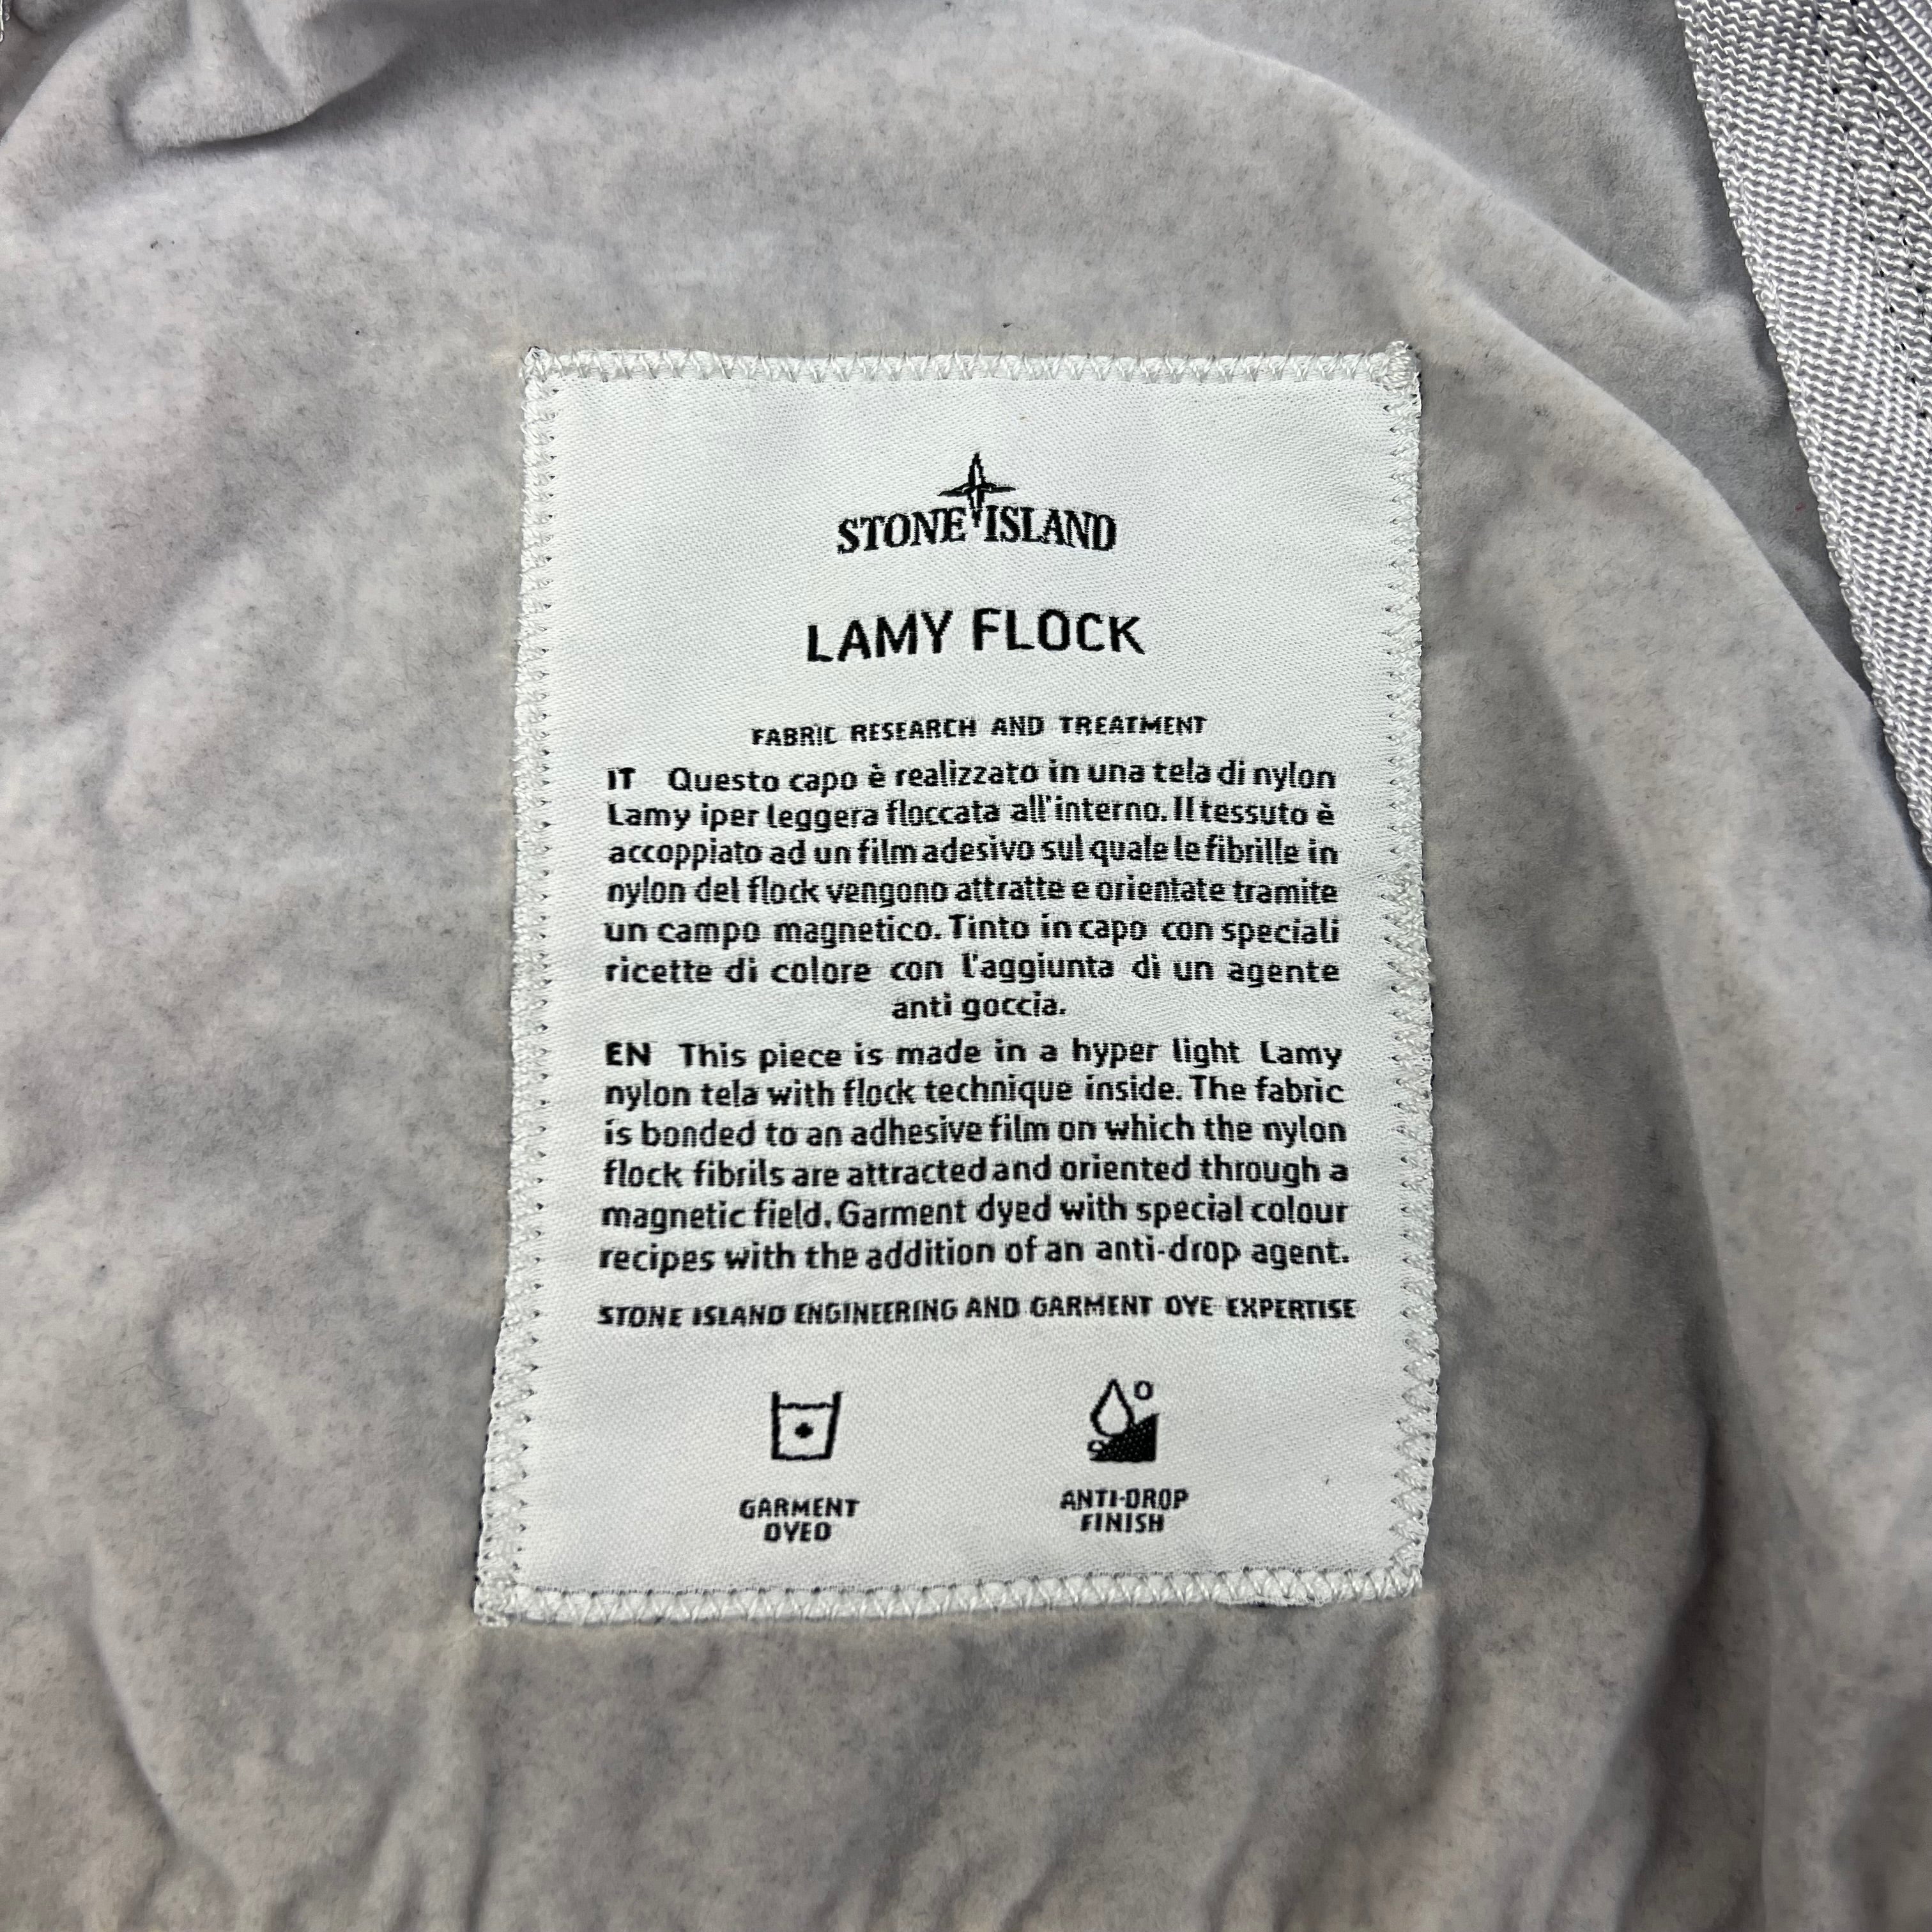 STONE ISLAND
LAMY FLOCK
FABRIC RESEARCH AND TREATMENT
IT Questo capo è realizzato in una tela di nylon
Lamy iper leggera floccata all'interno. Il tessuto è
accoppiato ad un film adesivo sul quale le fibrille in
nylon del flock vengono attratte e orientate tramite
un campo magnetico. Tinto in capo con speciali
ricette di colore con l'aggiunta di un agente
anti goccia.
EN This piece is made in a hyper light Lamy
nylon tela with flock technique inside. The fabric
is bonded to an adhesive film on which the nylon
flock fibrils are attracted and oriented through a
magnetic field. Garment dyed with special colour
recipes with the addition of an anti-drop agent.
STONE ISLAND ENGINEERING AND GARMENT DYE EXPERTISE
GARMENT
DYED
ANTI-DROP
FINISH